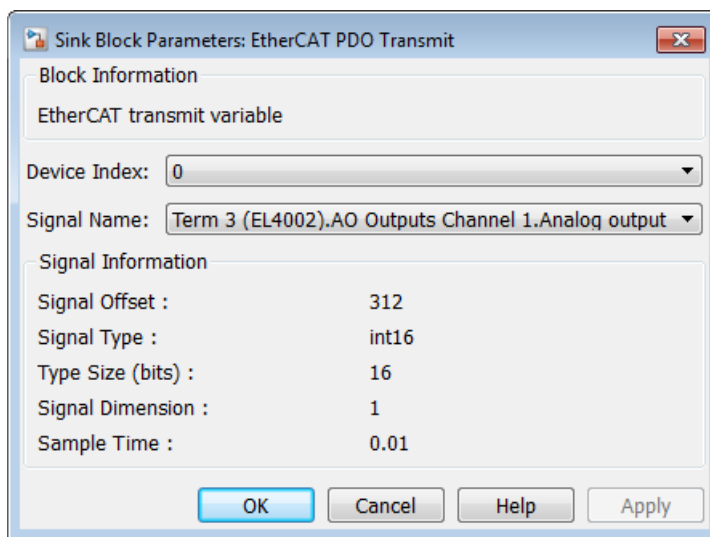 Sink Block Parameters: EtherCAT PDO Transmit
Block Information
EtherCAT transmit variable
Device Index: 0
Signal Name: Term 3 (EL4002).AO Outputs Channel 1.Analog output
Signal Information
Signal Offset : 312
Signal Type : int16
Type Size (bits) : 16
Signal Dimension : 1
Sample Time : 0.01
OK Cancel Help Apply